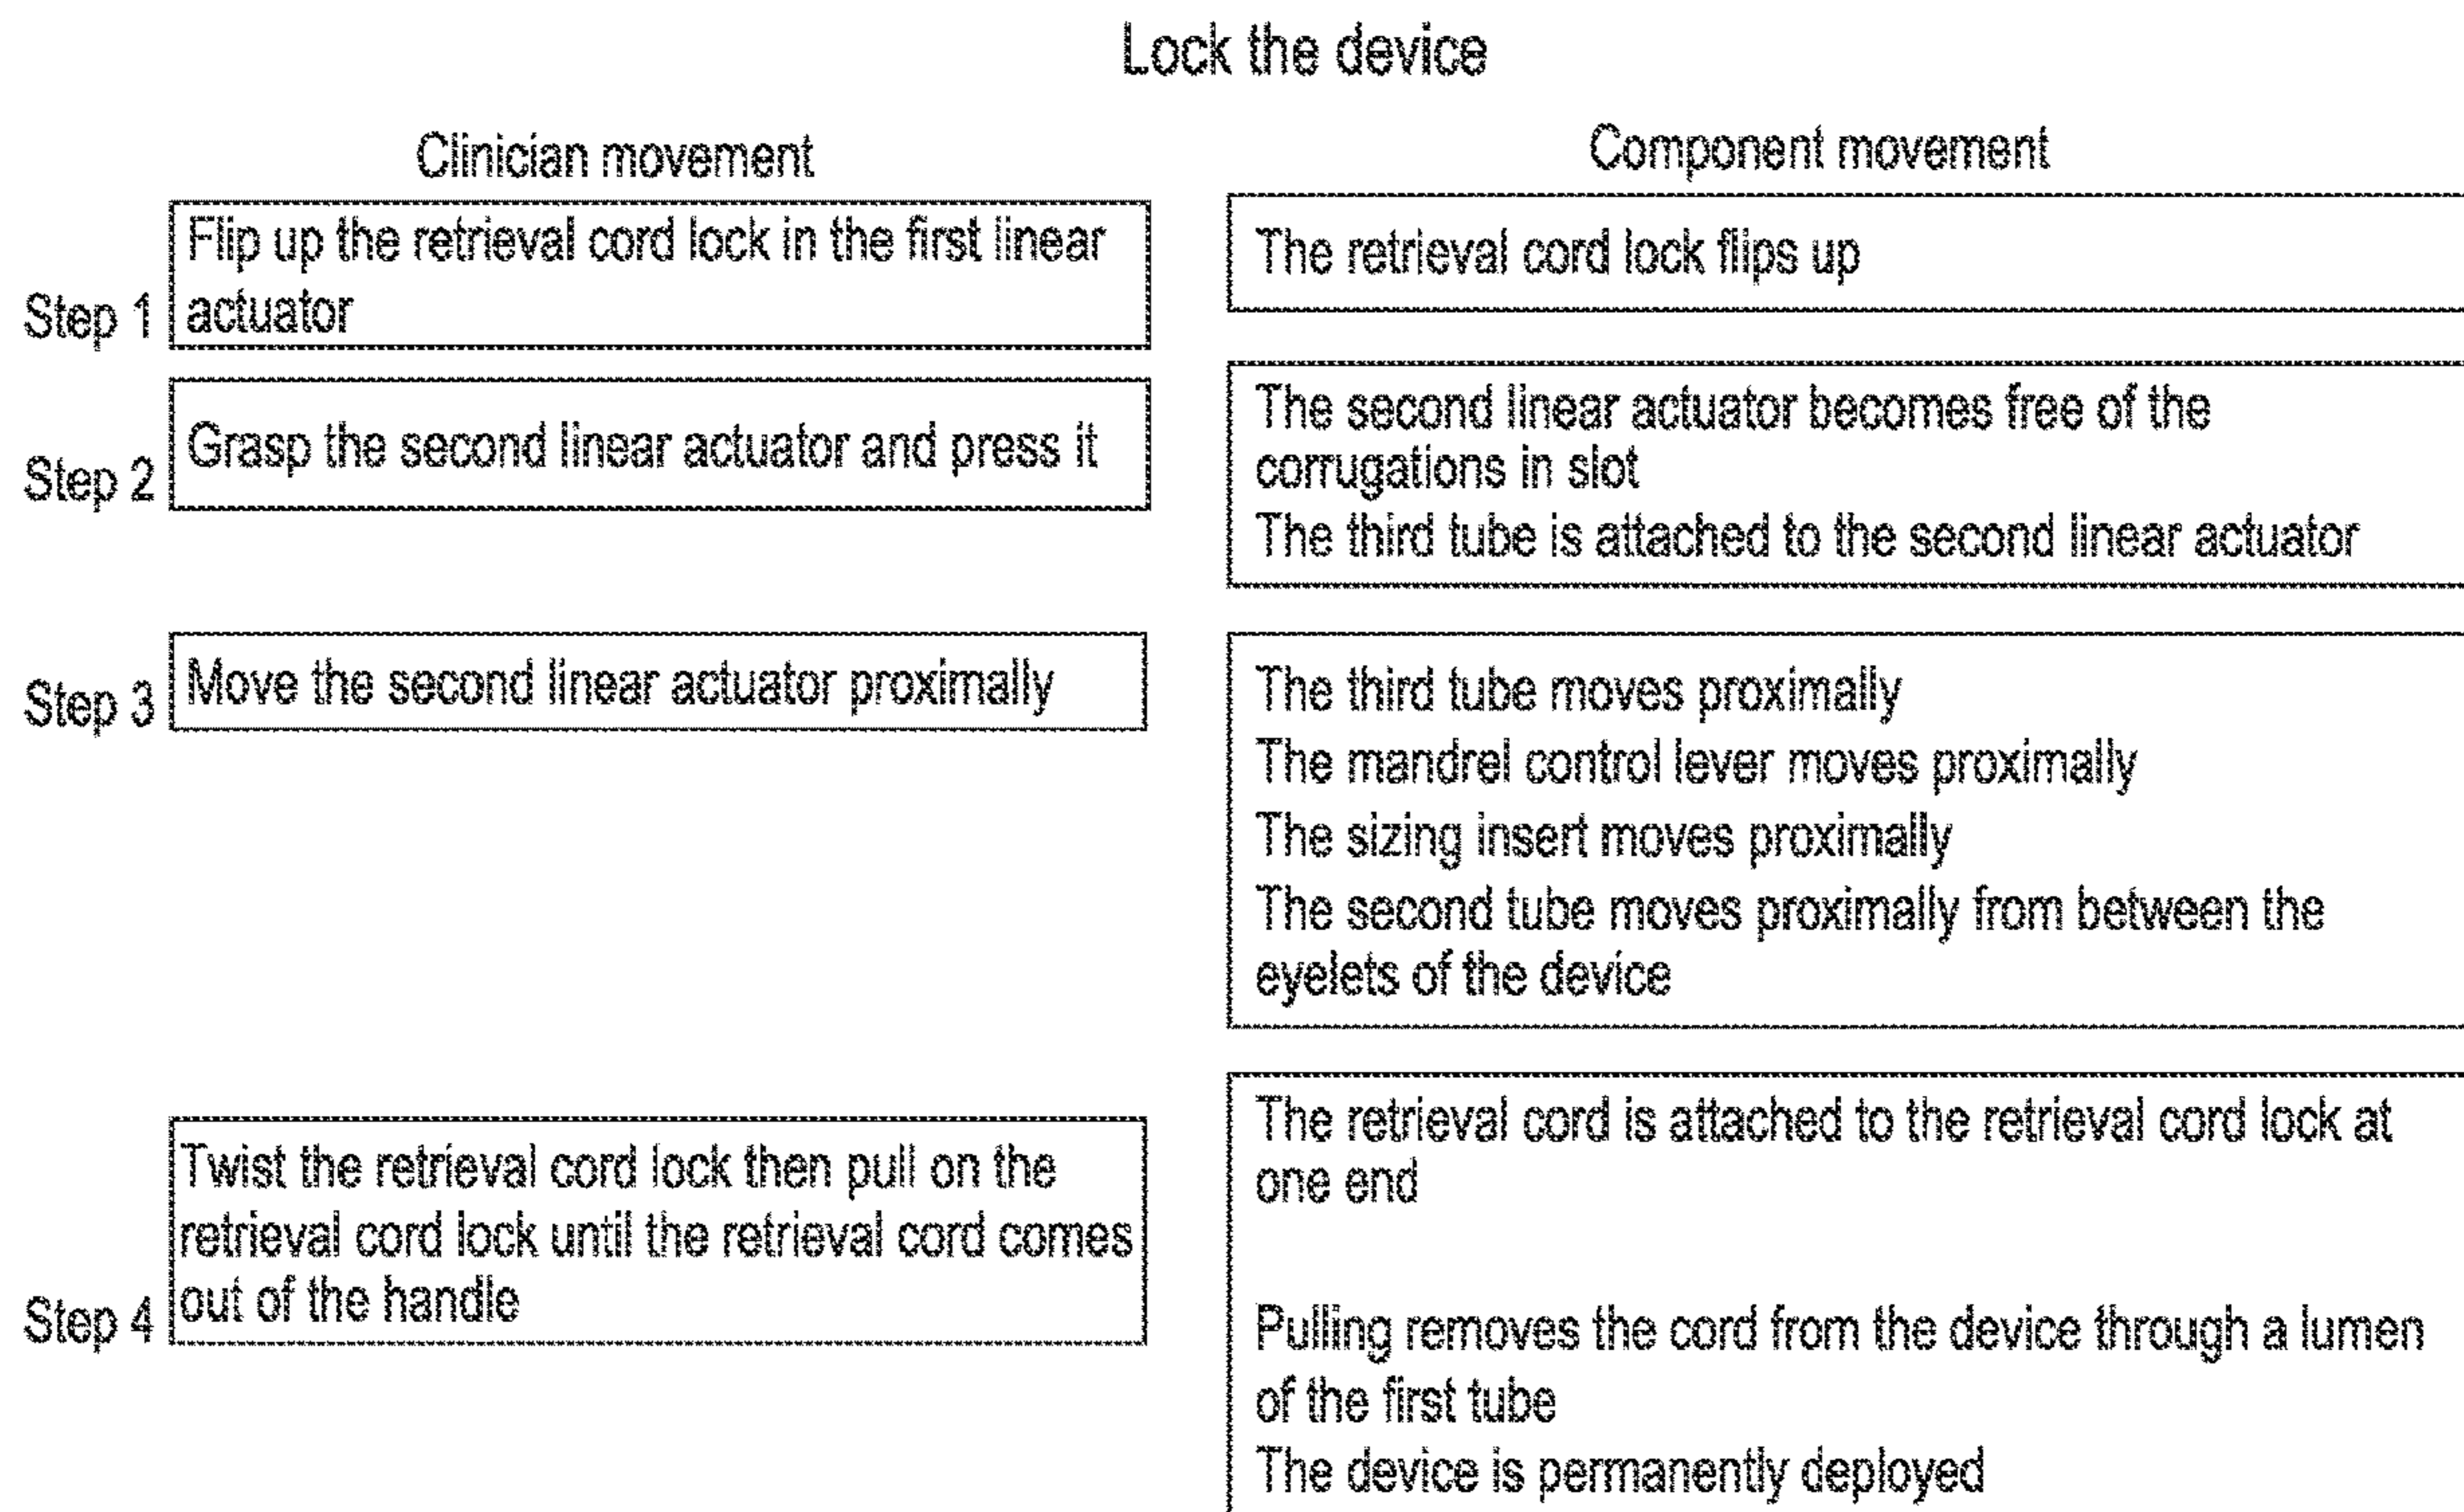 Lock the device
Clinician movement
Component movement
Step 1
Flip up the retrieval cord lock in the first linear
actuator
The retrieval cord lock flips up
Step 2
Grasp the second linear actuator and press it
The second linear actuator becomes free of the
corrugations in slot
The third tube is attached to the second linear actuator
Step 3
Move the second linear actuator proximally
The third tube moves proximally
The mandrel control lever moves proximally
The sizing insert moves proximally
The second tube moves proximally from between the
eyelets of the device
Step 4
Twist the retrieval cord lock then pull on the
retrieval cord lock until the retrieval cord comes
out of the handle
The retrieval cord is attached to the retrieval cord lock at
one end
Pulling removes the cord from the device through a lumen
of the first tube
The device is permanently deployed